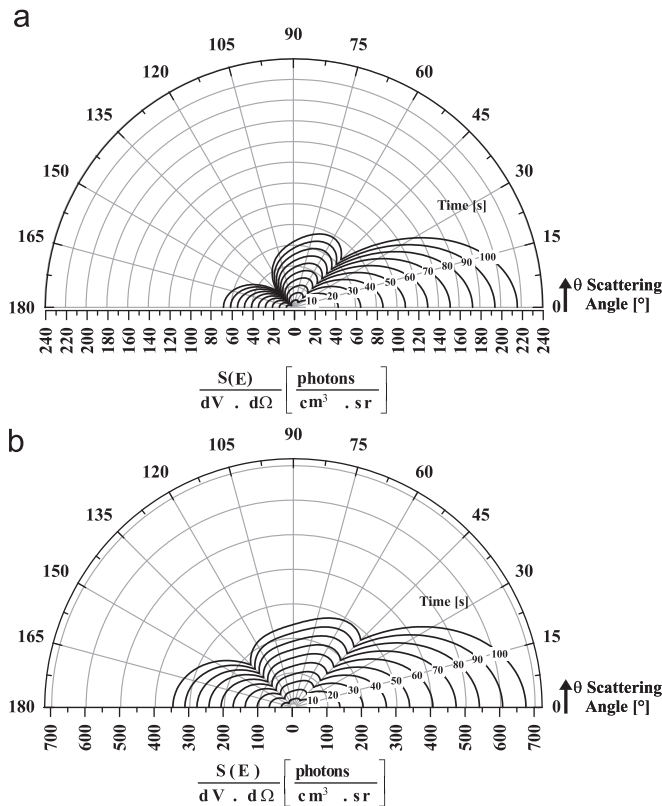 a
90
105 75
120 60
135 45
150 30
Time [s]
165 15
10 20 30 40 50 60 70 80 90 100
180 0 θ Scattering
Angle [°]
240 220 200 180 160 140 120 100 80 60 40 20 0 20 40 60 80 100 120 140 160 180 200 220 240
S(E) photons
dV . dΩ cm³ . sr
b
90
105 75
120 60
135 45
150 30
Time [s]
165 15
10 20 30 40 50 60 70 80 90 100
180 0 θ Scattering
Angle [°]
700 600 500 400 300 200 100 0 100 200 300 400 500 600 700
S(E) photons
dV . dΩ cm³ . sr